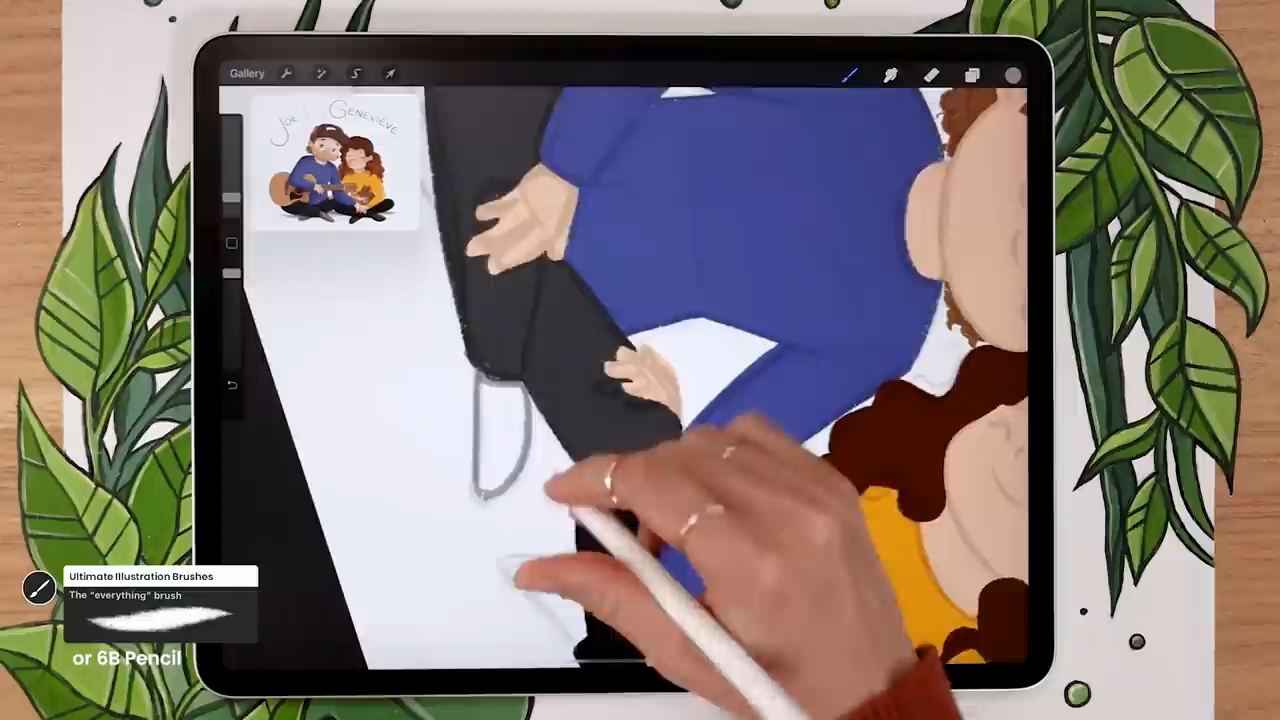 Gallery
Joe
Genevieve
Ultimate Illustration Brushes
The "everything" brush
or 6B Pencil